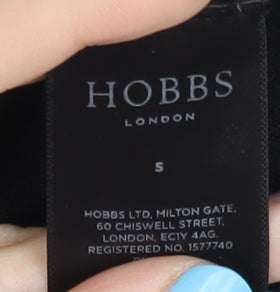 HOBBS
LONDON
S
HOBBS LTD, MILTON GATE,
60 CHISWELL STREET,
LONDON, EC1Y 4AG.
REGISTERED NO. 1577740